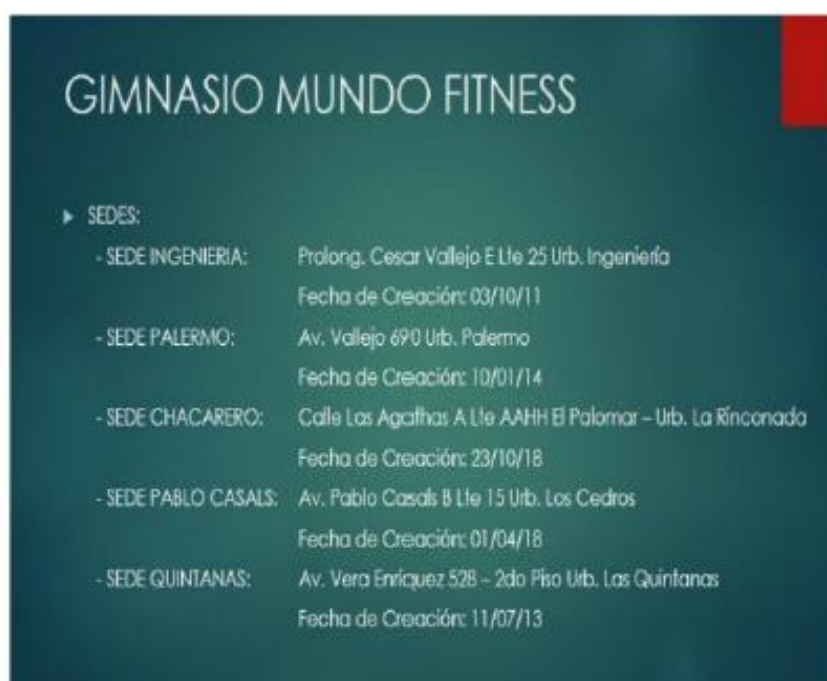 GIMNASIO MUNDO FITNESS
SEDES:
- SEDE INGENIERIA: Prolong. Cesar Vallejo E Lte 25 Urb. Ingeniería
Fecha de Creación: 03/10/11
- SEDE PALERMO: Av. Vallejo 690 Urb. Palermo
Fecha de Creación: 10/01/14
- SEDE CHACARERO: Calle Las Agathas A Lte AAHH El Palomar – Urb. La Rinconada
Fecha de Creación: 23/10/18
- SEDE PABLO CASALS: Av. Pablo Casals B Lte 15 Urb. Los Cedros
Fecha de Creación: 01/04/18
- SEDE QUINTANAS: Av. Vera Enriquez 528 – 2do Piso Urb. Las Quintanas
Fecha de Creación: 11/07/13